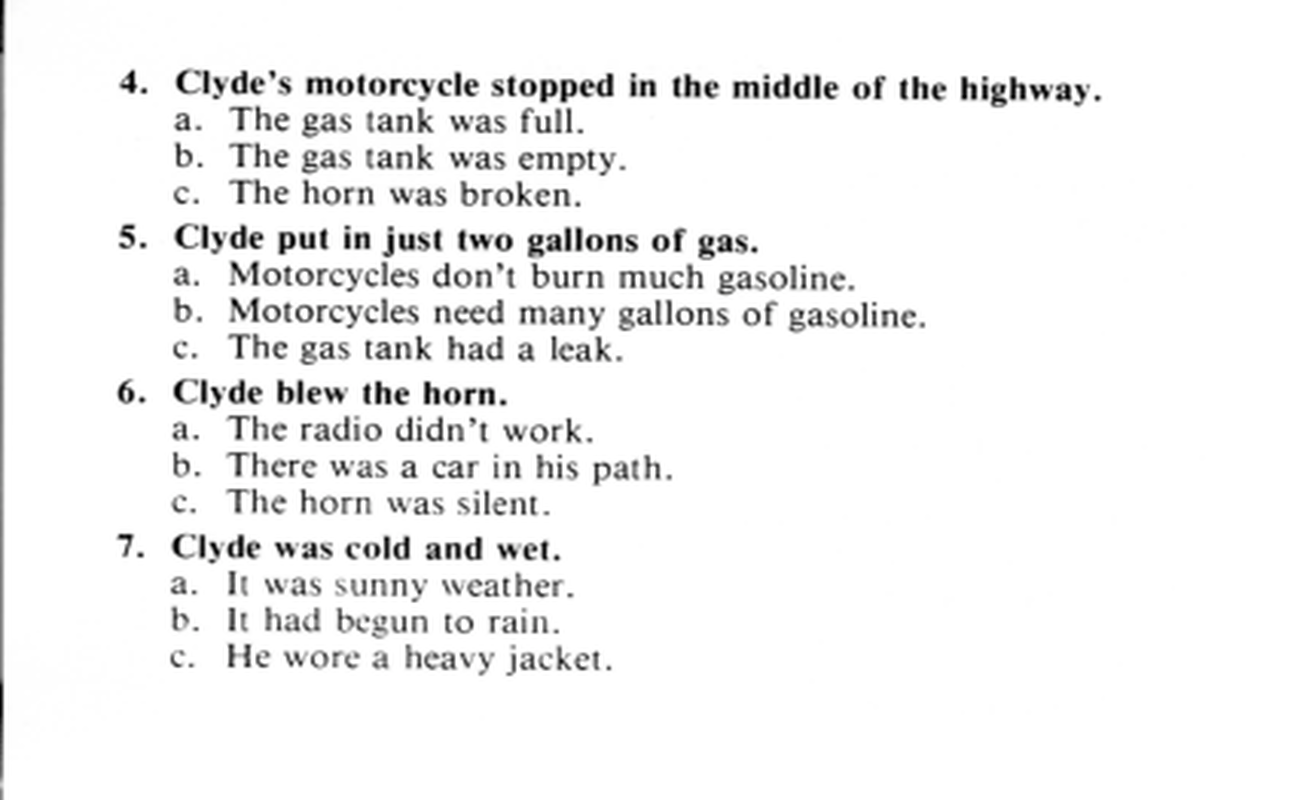 4. Clyde's motorcycle stopped in the middle of the highway.
a. The gas tank was full.
b. The gas tank was empty.
c. The horn was broken.
5. Clyde put in just two gallons of gas.
a. Motorcycles don't burn much gasoline.
b. Motorcycles need many gallons of gasoline.
c. The gas tank had a leak.
6. Clyde blew the horn.
a. The radio didn't work.
b. There was a car in his path.
c. The horn was silent.
7. Clyde was cold and wet.
a. It was sunny weather.
b. It had begun to rain.
c. He wore a heavy jacket.